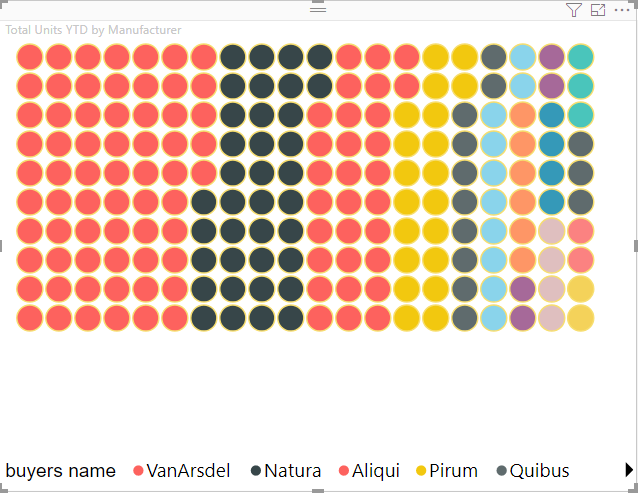 Total Units YTD by Manufacturer
buyers name VanArsdel Natura Aliqui Pirum Quibus